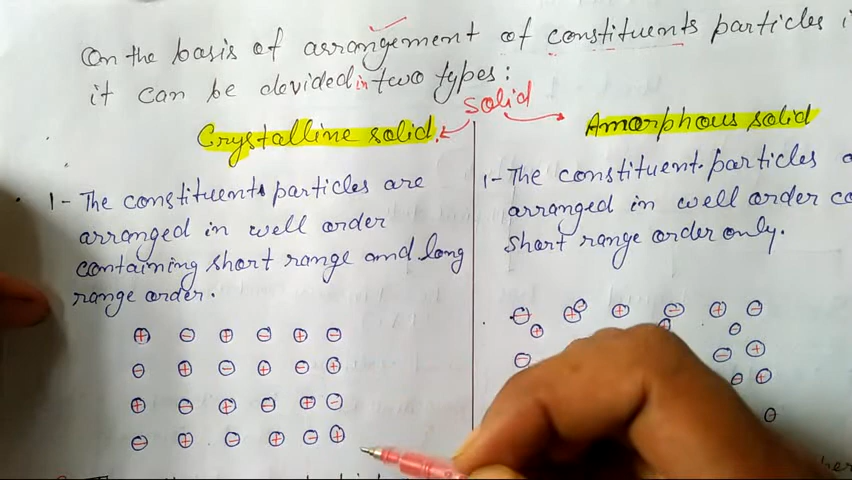 On the basis of arrangement of constituents particles
it can be devided in two types:
solid
Crystalline solid.
1- The constituents particles are
arranged in well order
containing short range and long
range order.
Amorphous solid
1- The constituent particles
arranged in well order
short range order only.